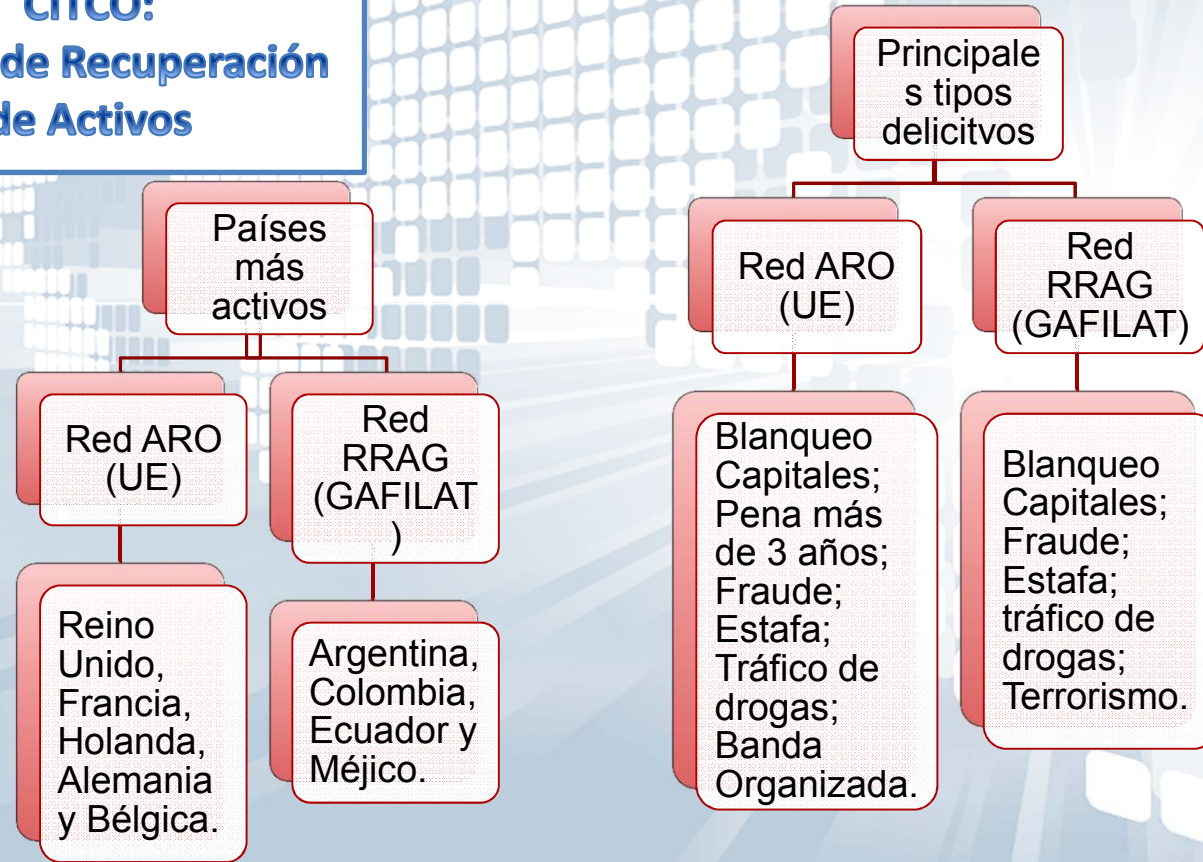 CITCO:
de Recuperación
de Activos
Países
más
activos
Red ARO
(UE)
Reino
Unido,
Francia,
Holanda,
Alemania
y Bélgica.
Red
RRAG
(GAFILAT
)
Argentina,
Colombia,
Ecuador y
Méjico.
Principale
s tipos
delicitvos
Red ARO
(UE)
Blanqueo
Capitales;
Pena más
de 3 años;
Fraude;
Estafa;
Tráfico de
drogas;
Banda
Organizada.
Red
RRAG
(GAFILAT)
Blanqueo
Capitales;
Fraude;
Estafa;
tráfico de
drogas;
Terrorismo.